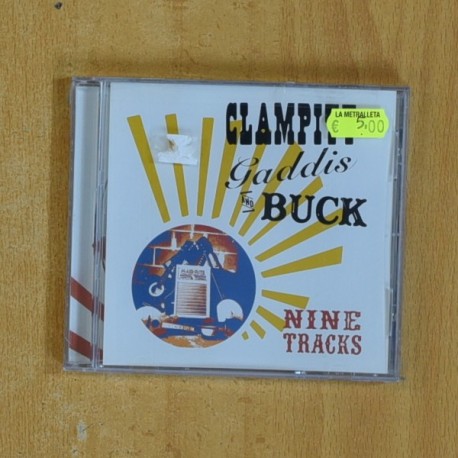 CLAMPITT
LA METRALLETA
€ 5,00
Gaddis
AND BUCK
NINE
TRACKS